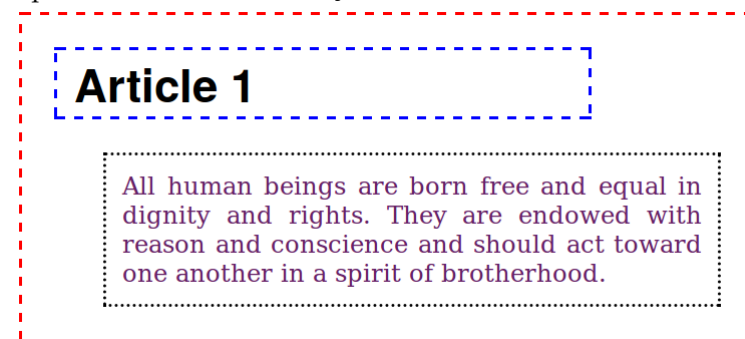 Article 1
All human beings are born free and equal in
dignity and rights. They are endowed with
reason and conscience and should act toward
one another in a spirit of brotherhood.